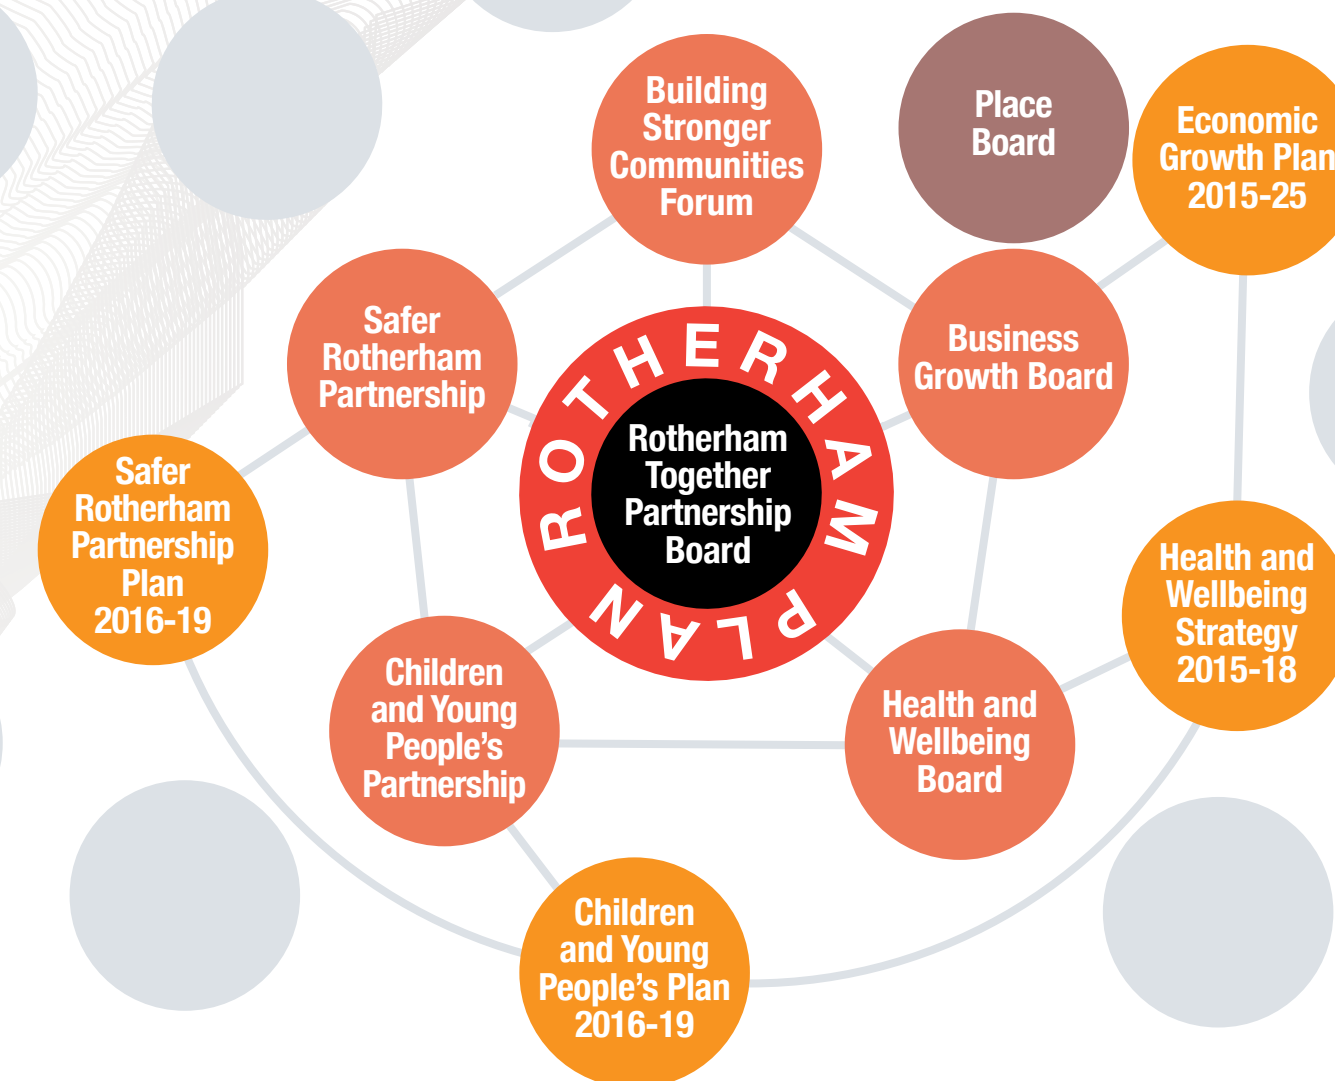 Building
Stronger
Communities
Forum
Place
Board
Economic
Growth Plan
2015-25
Safer
Rotherham
Partnership
Business
Growth Board
ROTHERHAM PLAN
Rotherham
Together
Partnership
Board
Safer
Rotherham
Partnership
Plan
2016-19
Health and
Wellbeing
Strategy
2015-18
Children
and Young
People's
Partnership
Health and
Wellbeing
Board
Children
and Young
People's Plan
2016-19